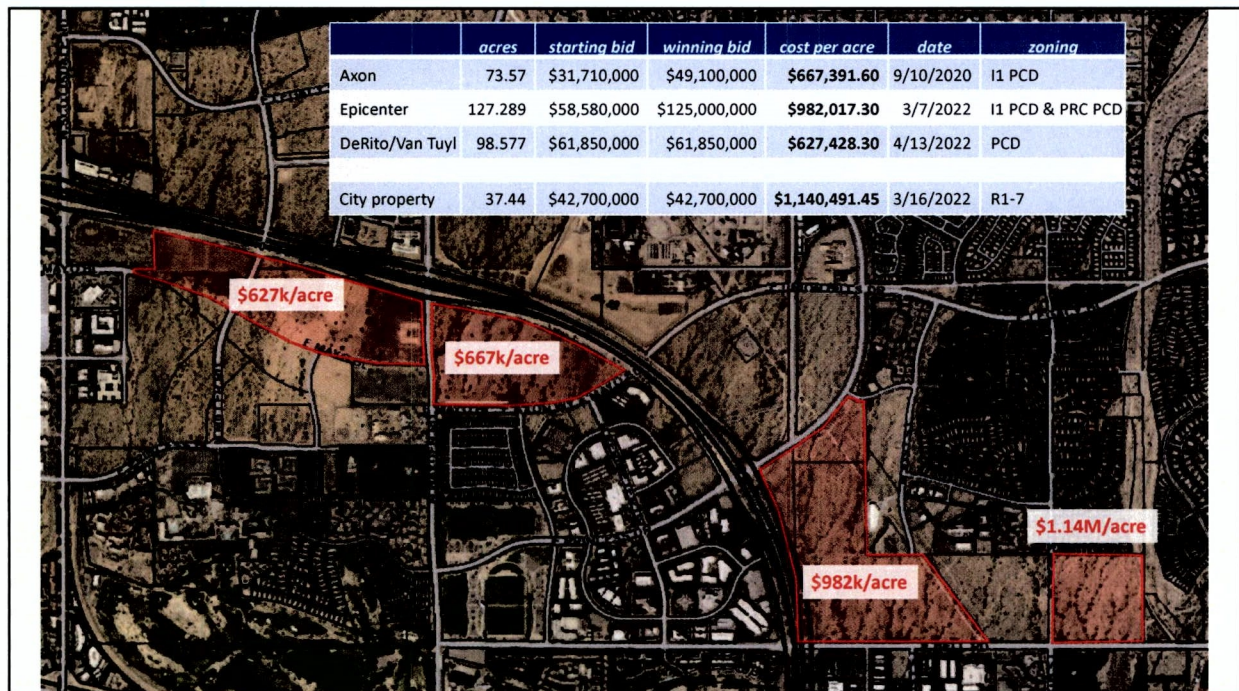 acres starting bid winning bid cost per acre date zoning
Axon 73.57 $31,710,000 $49,100,000 $667,391.60 9/10/2020 I1 PCD
Epicenter 127.289 $58,580,000 $125,000,000 $982,017.30 3/7/2022 I1 PCD & PRC PCD
DeRito/Van Tuyl 98.577 $61,850,000 $61,850,000 $627,428.30 4/13/2022 PCD
City property 37.44 $42,700,000 $42,700,000 $1,140,491.45 3/16/2022 R1-7
$627k/acre
$667k/acre
$1.14M/acre
$982k/acre